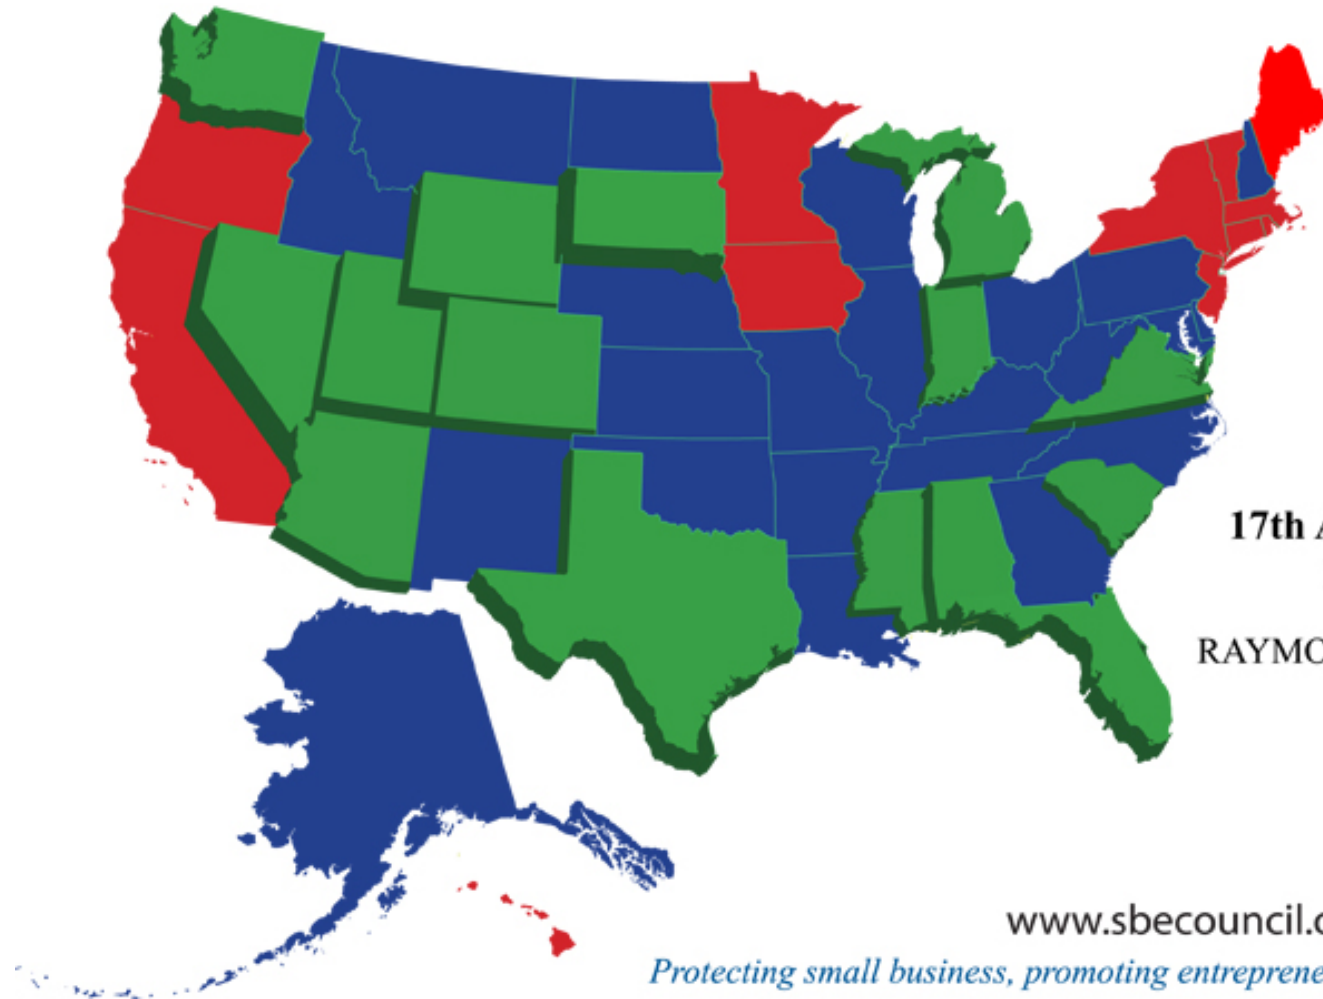 17th
RAYMO
www.sbecouncil.
Protecting small business, promoting entreprene